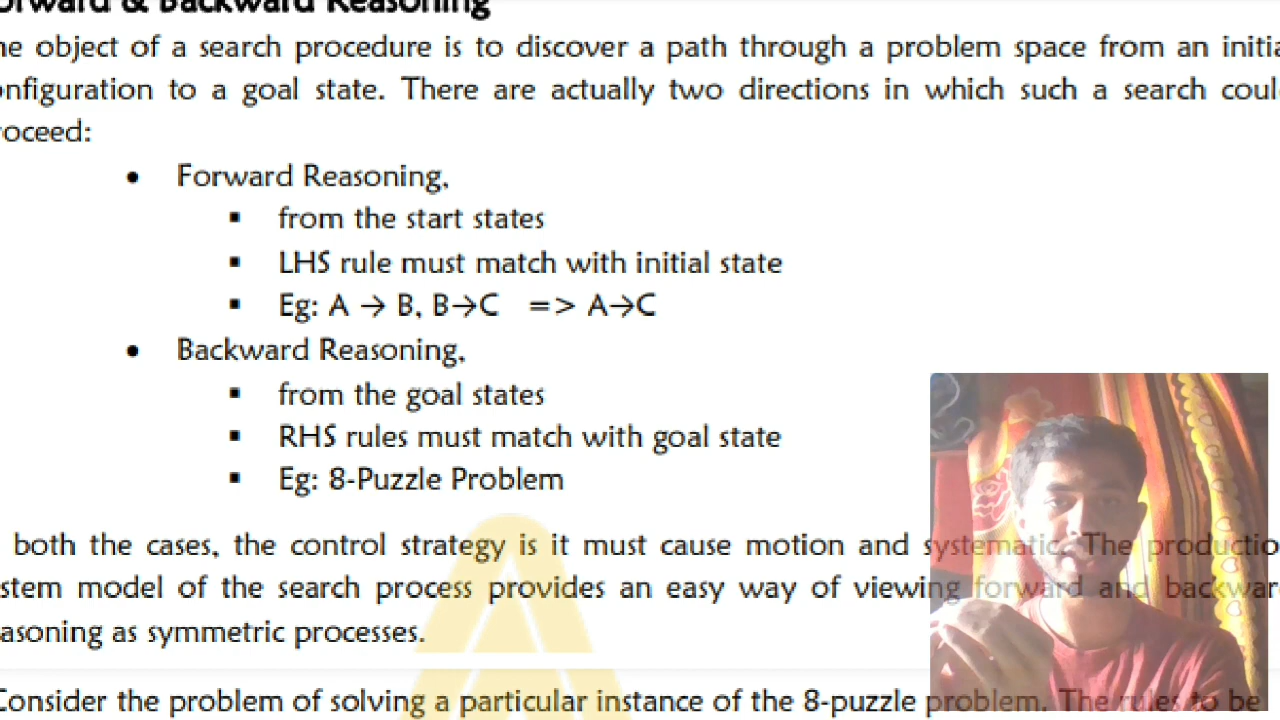 orward & Backward Reasoning
he object of a search procedure is to discover a path through a problem space from an initia
onfiguration to a goal state. There are actually two directions in which such a search coul
roceed:
• Forward Reasoning,
▪ from the start states
▪ LHS rule must match with initial state
▪ Eg: A → B, B→C => A→C
• Backward Reasoning,
▪ from the goal states
▪ RHS rules must match with goal state
▪ Eg: 8-Puzzle Problem
both the cases, the control strategy is it must cause motion and systematic. The productio
stem model of the search process provides an easy way of viewing forward and backwar
asoning as symmetric processes.
Consider the problem of solving a particular instance of the 8-puzzle problem. The rules to be